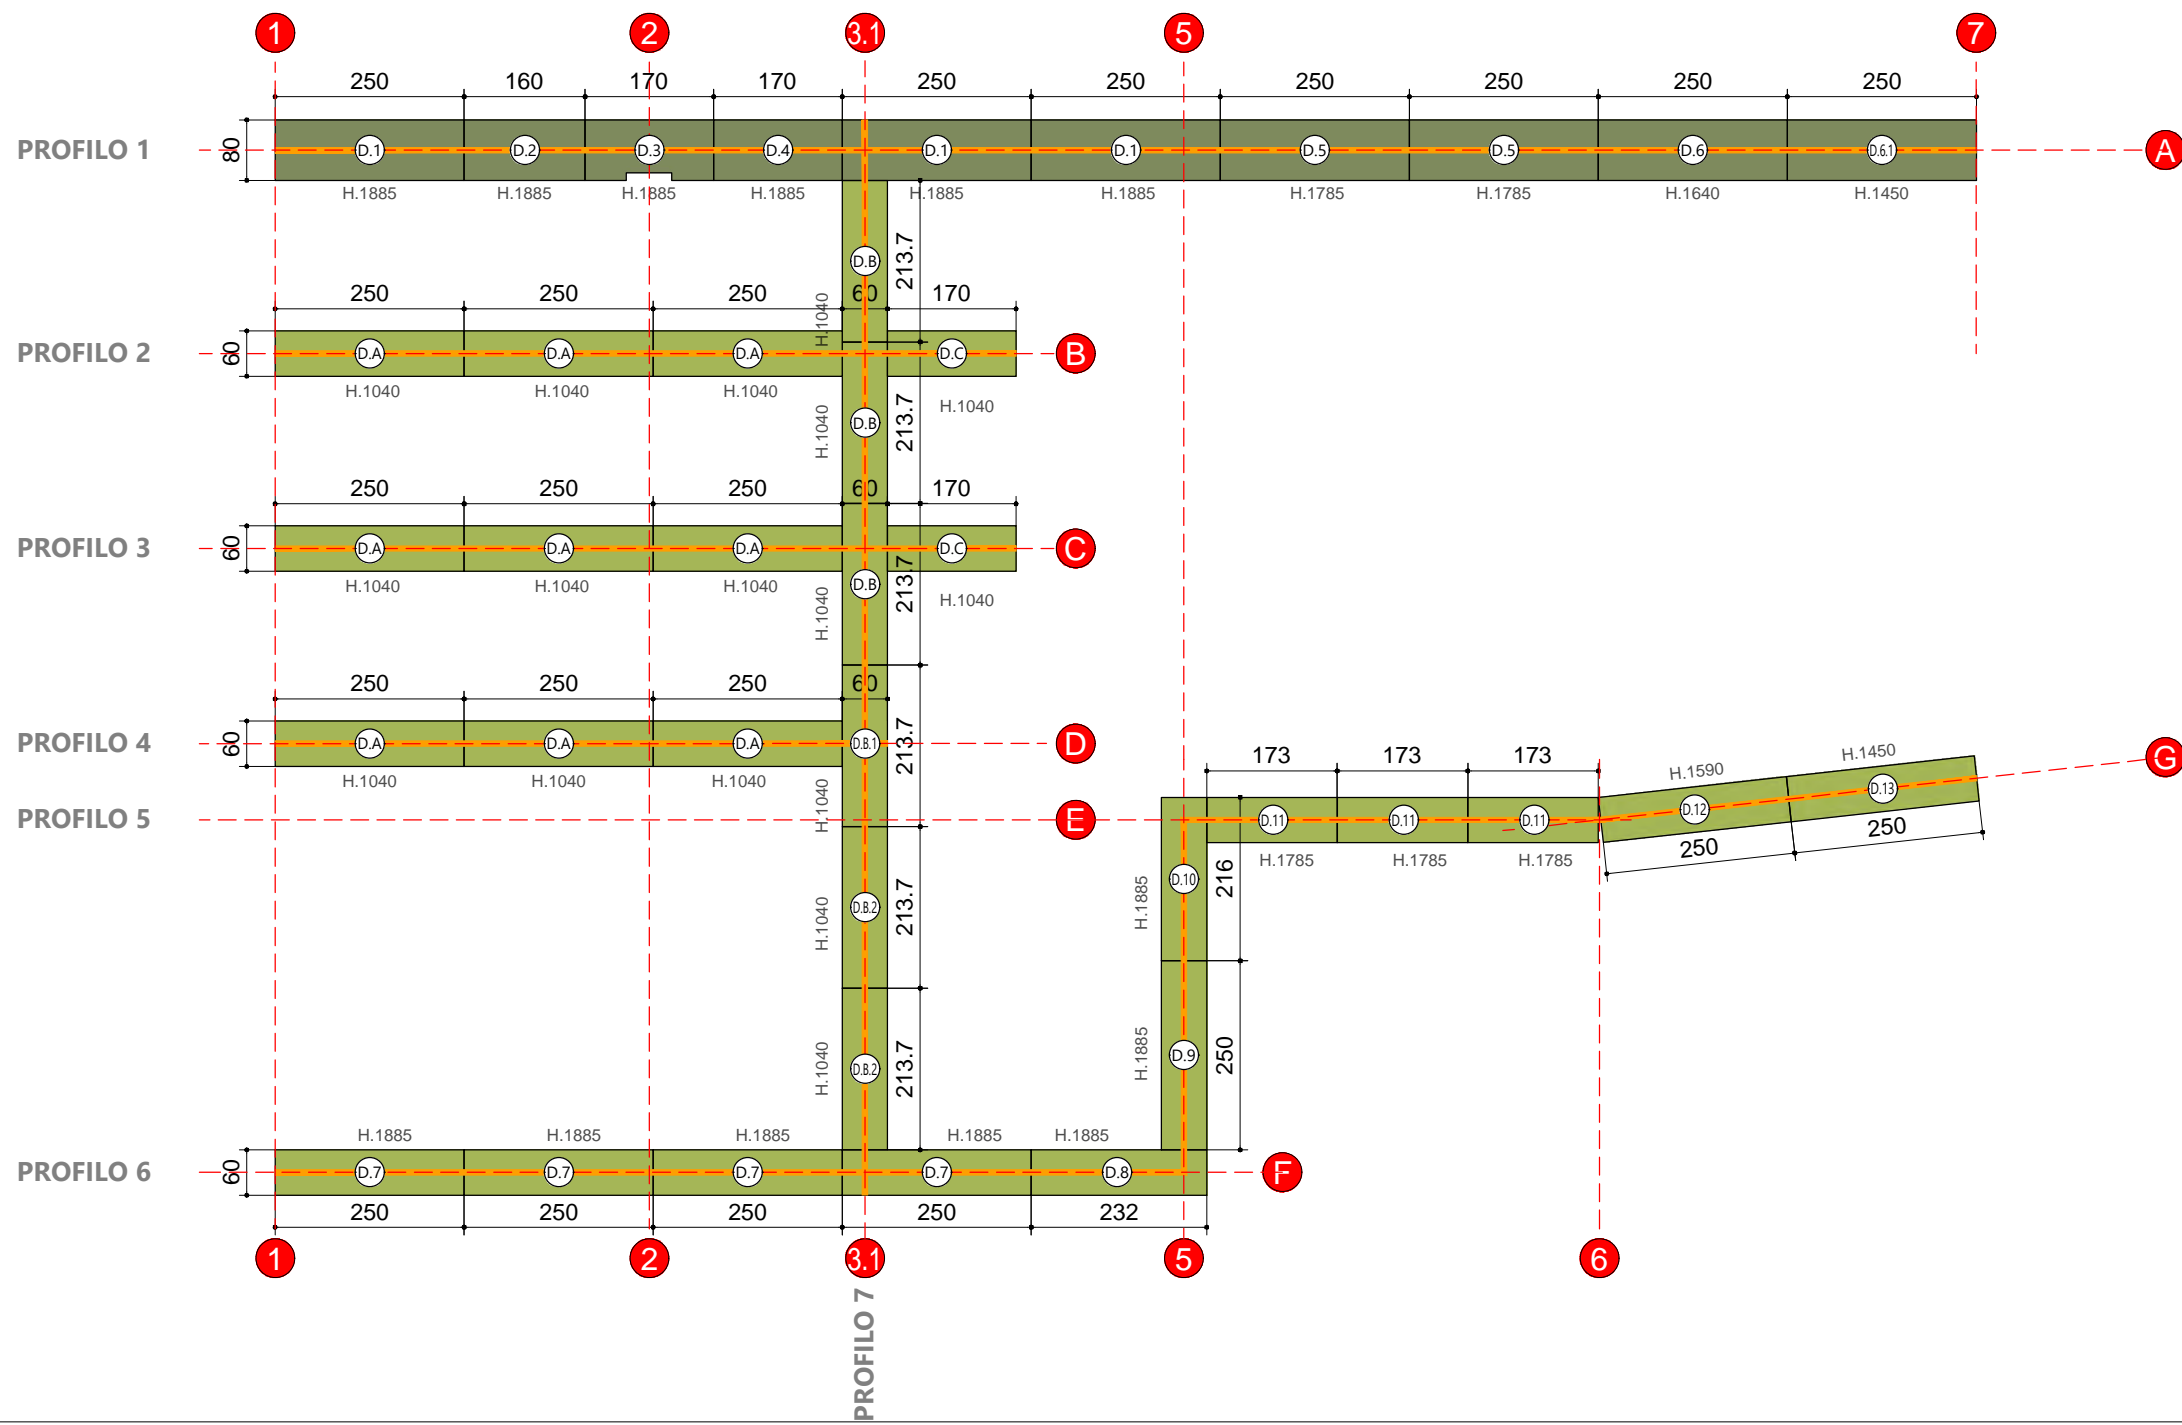 1 2 3.1 5 7
250 160 170 170 250 250 250 250 250 250
PROFILO 1 80 D.1 D.2 D.3 D.4 D.1 D.1 D.5 D.5 D.6 D.6.1 A
H.1885 H.1885 H.1885 H.1885 H.1885 H.1885 H.1785 H.1785 H.1640 H.1450
D.B 213.7
H.1040
250 250 250 60 170
PROFILO 2 60 D.A D.A D.A D.C B
H.1040 H.1040 H.1040 H.1040
H.1040 D.B 213.7
250 250 250 60 170
PROFILO 3 60 D.A D.A D.A D.C C
H.1040 H.1040 H.1040 H.1040
H.1040 D.B 213.7
250 250 250 60
PROFILO 4 60 D.A D.A D.A D.B.1 213.7 D
H.1040 H.1040 H.1040 H.1040
173 173 173 H.1590 H.1450 G
PROFILO 5 E D.11 D.11 D.11 D.12 D.13
H.1785 H.1785 H.1785 250 250
H.1885 D.10 216
H.1040 D.B.2 213.7
H.1885 D.9 250
H.1040 D.B.2 213.7
H.1885 H.1885 H.1885 H.1885 H.1885
PROFILO 6 60 D.7 D.7 D.7 D.7 D.8 F
250 250 250 250 232
1 2 3.1 5 6
PROFILO 7